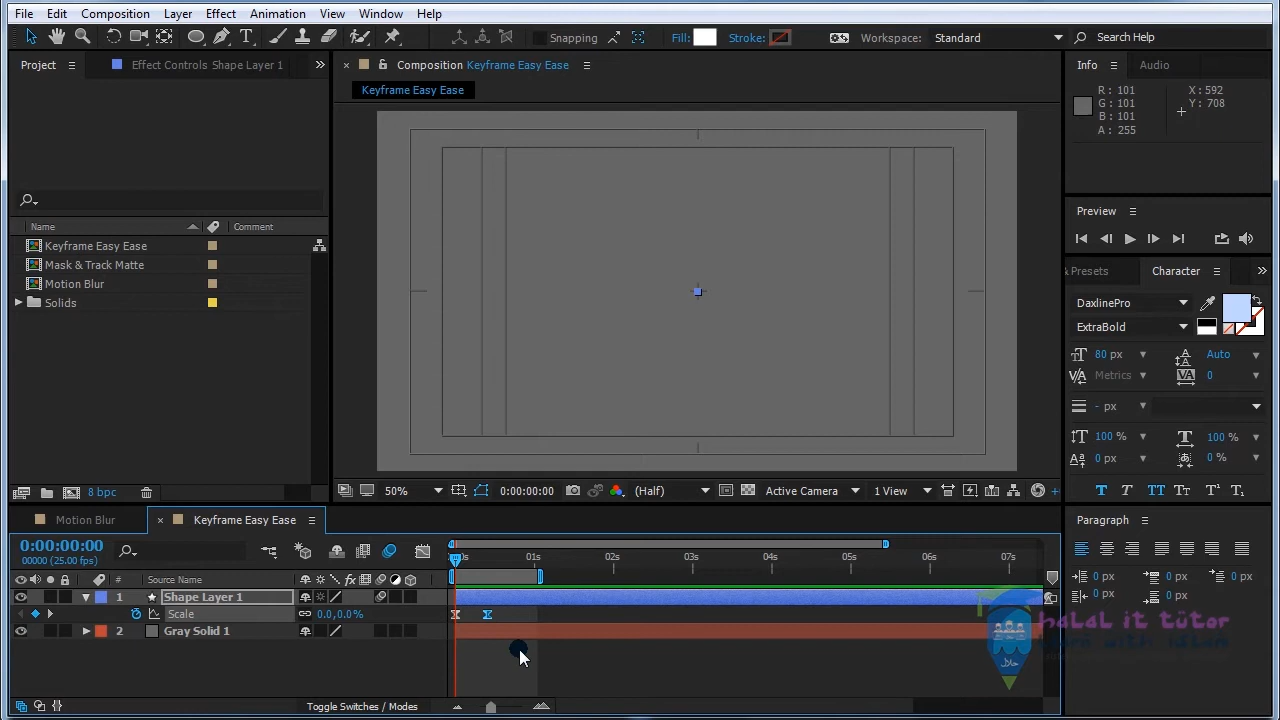 File Edit Composition Layer Effect Animation View Window Help
Snapping Fill: Stroke: Workspace: Standard Search Help
Project Effect Controls Shape Layer 1
Composition Keyframe Easy Ease
Info Audio
Keyframe Easy Ease
R : 101
G : 101
B : 101
A : 255
X : 592
Y : 708
Name Comment
Keyframe Easy Ease
Mask & Track Matte
Motion Blur
Solids
Preview
& Presets Character
DaxlinePro
ExtraBold
80 px Auto
Metrics 0
- px
100 % 100 %
0 px 0 %
8 bpc
50% 0:00:00:00 (Half) Active Camera 1 View
Motion Blur Keyframe Easy Ease
Paragraph
0:00:00:00
00000 (25.00 fps)
01s 02s 03s 04s 05s 06s 07s
# Source Name
1 Shape Layer 1
Scale 0.0,0.0%
2 Gray Solid 1
0 px 0 px 0 px
0 px 0 px
halal it tutor
حلال
Toggle Switches / Modes